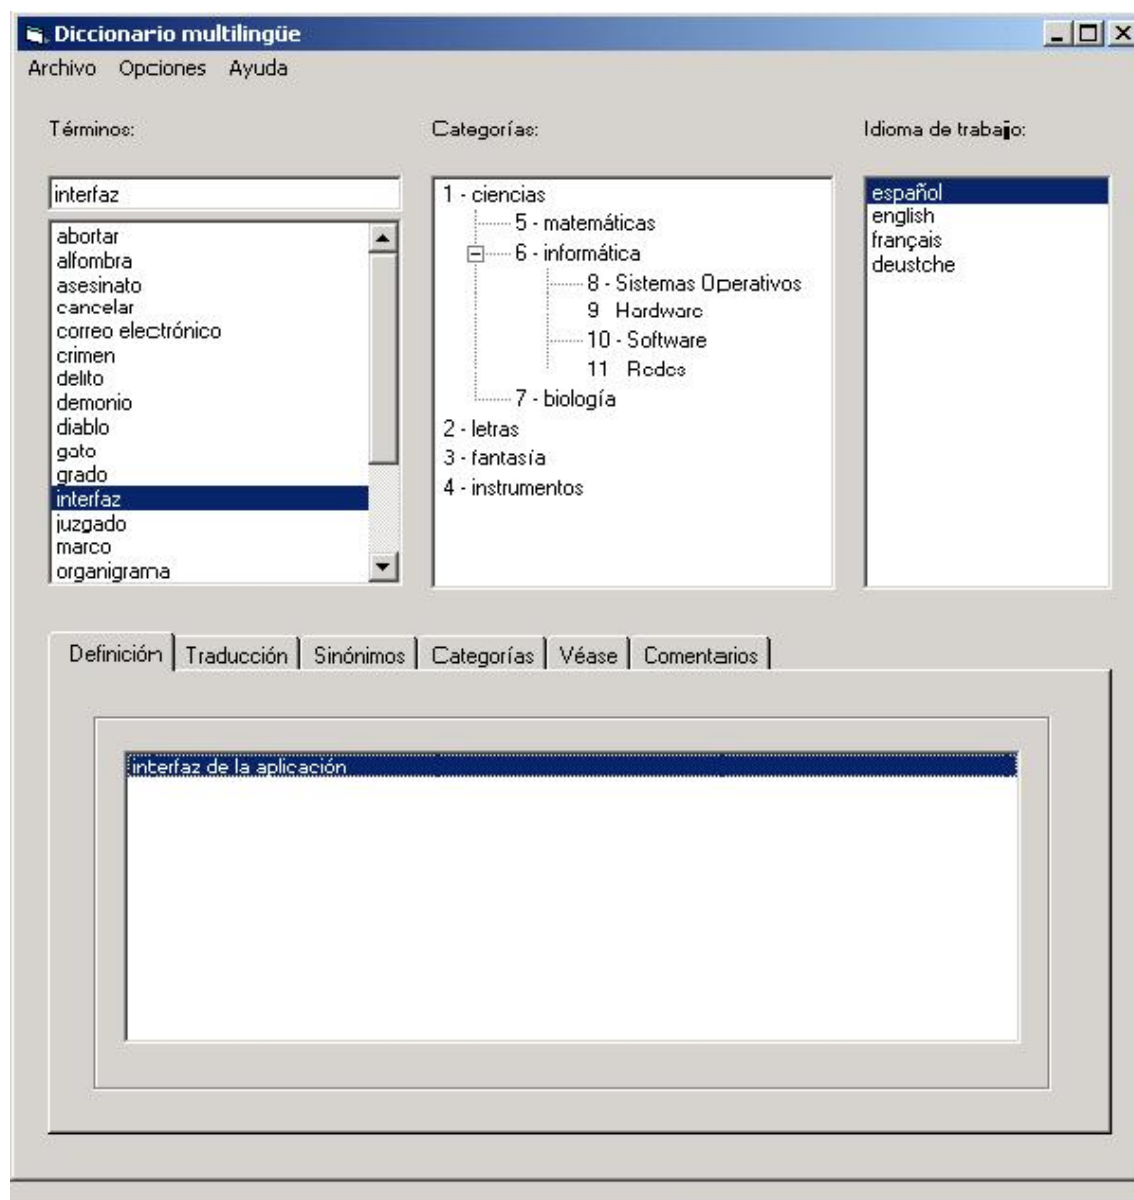 Diccionario multilingüe
Archivo Opciones Ayuda
Términos:
Categorías:
Idioma de trabajo:
interfaz
abortar
alfombra
asesinato
cancelar
correo electrónico
crimen
delito
demonio
diablo
gato
grado
interfaz
juzgado
marco
organigrama
1 - ciencias
5 - matemáticas
6 - informática
8 - Sistemas Operativos
9 - Hardware
10 - Software
11 - Redes
7 - biología
2 - letras
3 - fantasía
4 - instrumentos
español
english
français
deustche
Definición Traducción Sinónimos Categorías Véase Comentarios
interfaz de la aplicación